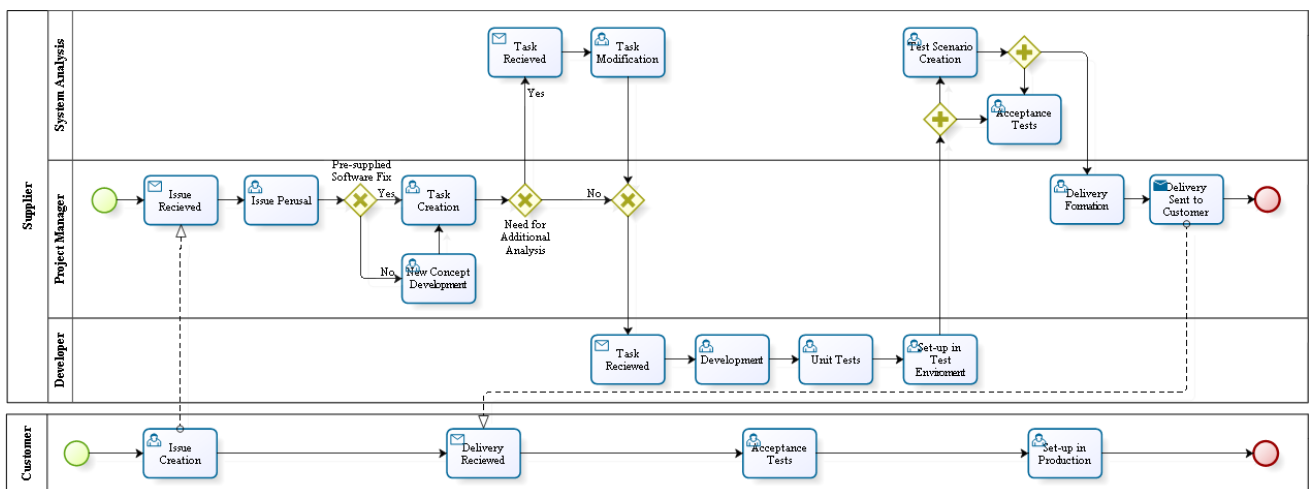 Supplier
System Analysis
Task
Recieved
Task
Modification
Yes
Test Scenario
Creation
Acceptance
Tests
Project Manager
Issue
Recieved
Issue Perusal
Pre-supplied
Software Fix
Yes
No
Task
Creation
New Concept
Development
Need for
Additional
Analysis
No
Delivery
Formation
Delivery
Sent to
Customer
Developer
Task
Reciewed
Development
Unit Tests
Set-up in
Test
Enviroment
Customer
Issue
Creation
Delivery
Reciewed
Acceptance
Tests
Set-up in
Production